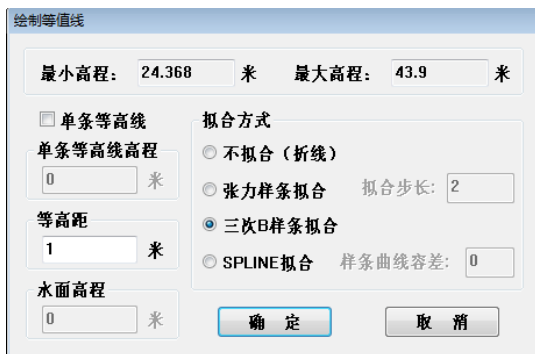 绘制等值线
最小高程： 24.368 米 最大高程： 43.9 米
单条等高线
单条等高线高程
0 米
等高距
1 米
水面高程
0 米
拟合方式
不拟合（折线）
张力样条拟合 拟合步长: 2
三次B样条拟合
SPLINE拟合 样条曲线容差: 0
确 定 取 消